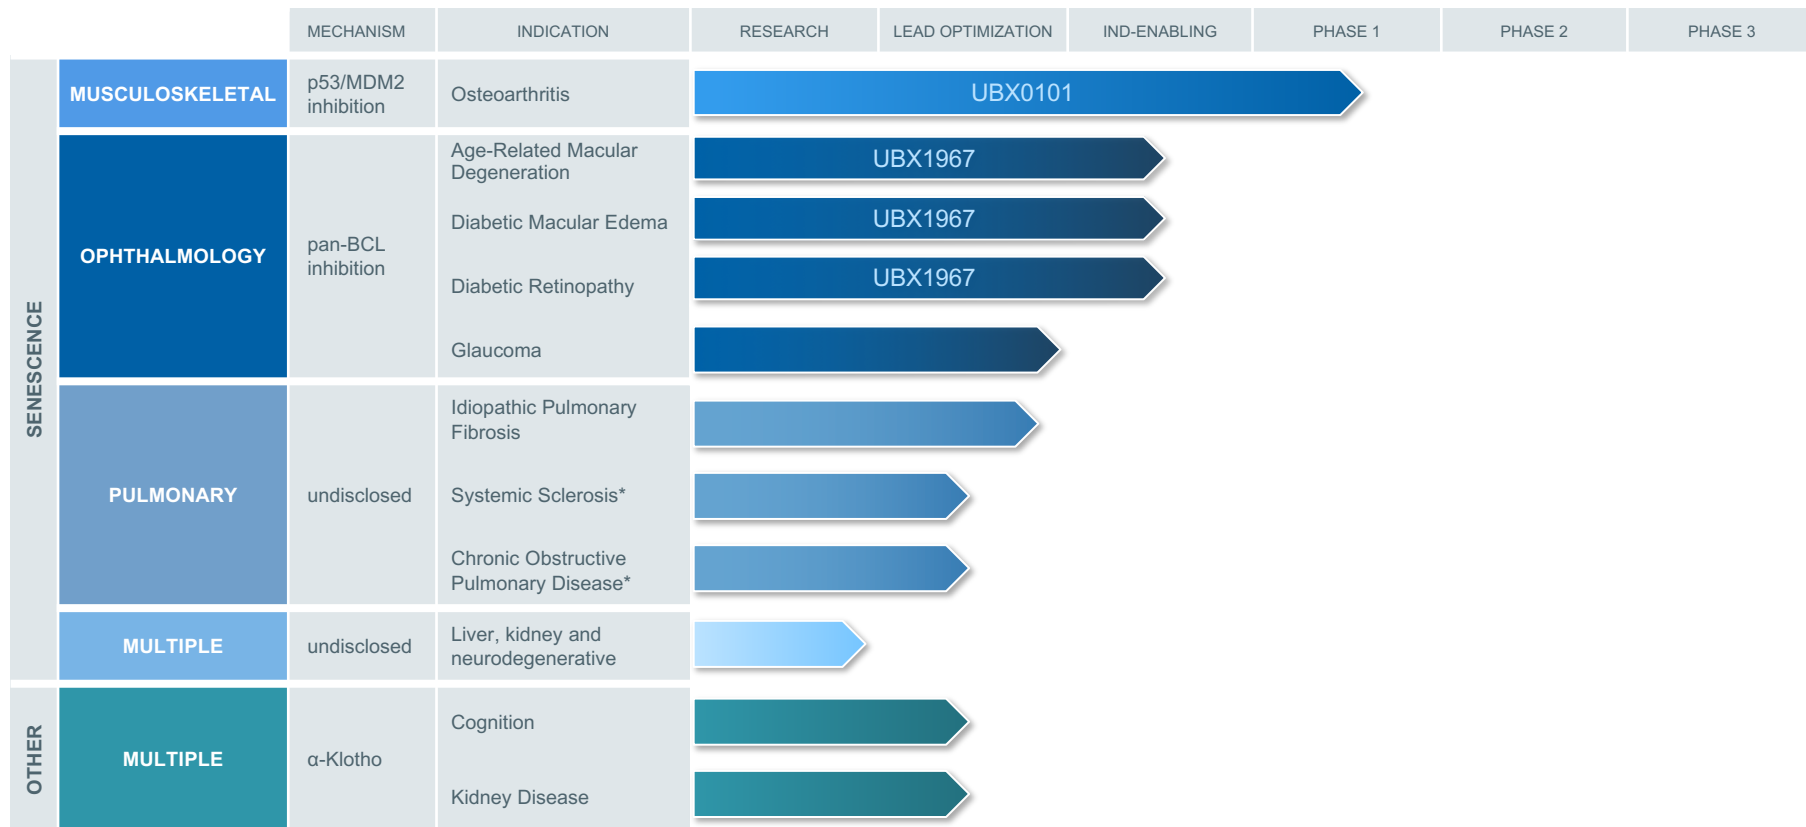 MECHANISM
INDICATION
RESEARCH
LEAD OPTIMIZATION
IND-ENABLING
PHASE 1
PHASE 2
PHASE 3
SENESCENCE
MUSCULOSKELETAL
p53/MDM2
inhibition
Osteoarthritis
UBX0101
OPHTHALMOLOGY
pan-BCL
inhibition
Age-Related Macular
Degeneration
UBX1967
Diabetic Macular Edema
UBX1967
Diabetic Retinopathy
UBX1967
Glaucoma
PULMONARY
undisclosed
Idiopathic Pulmonary
Fibrosis
Systemic Sclerosis*
Chronic Obstructive
Pulmonary Disease*
MULTIPLE
undisclosed
Liver, kidney and
neurodegenerative
OTHER
MULTIPLE
α-Klotho
Cognition
Kidney Disease